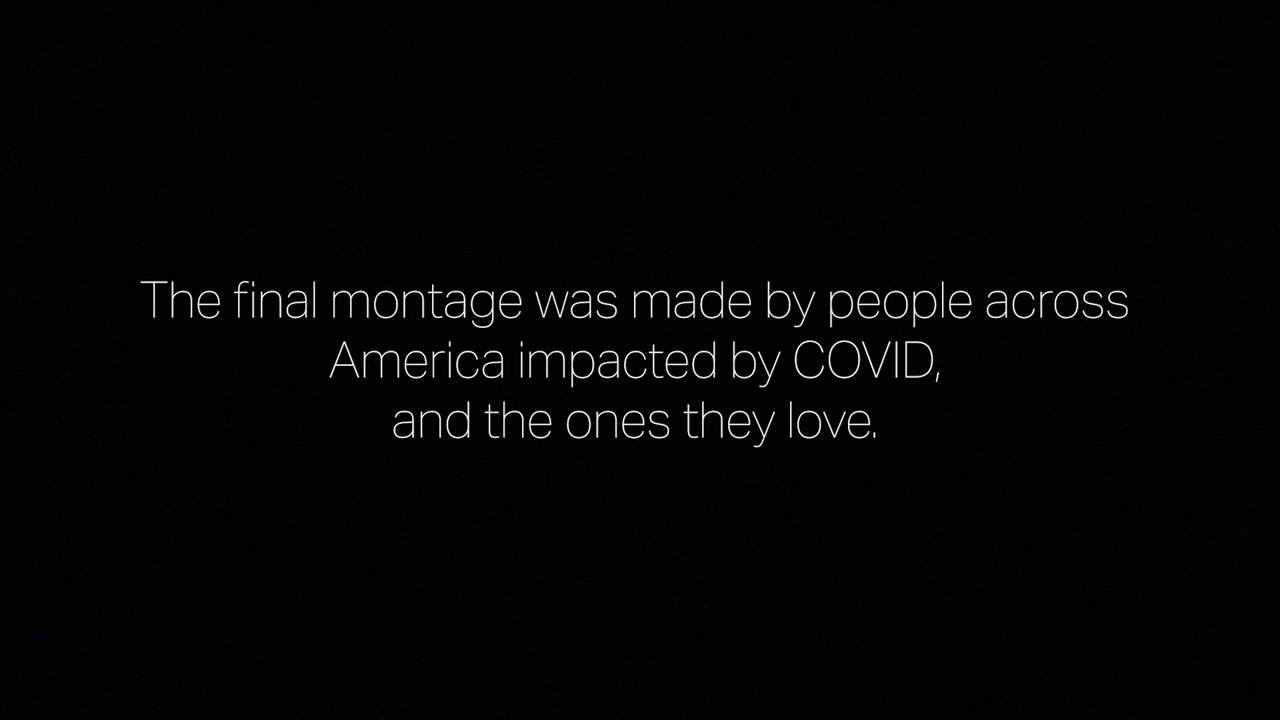 The final montage was made by people across
America impacted by COVID,
and the ones they love.